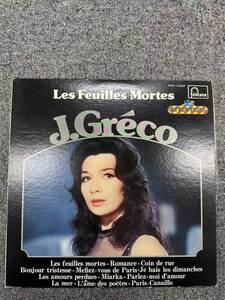 Les Feuilles Mortes
fontana
J.Gréco
Les feuilles mortes-Romance-Coin de rue
Bonjour tristesse-Mefiez-vous de Paris-Je hais les dimanches
Les amours perdues-Miarka-Parlez-moi d'amour
La mer-L'âme des poètes-Paris-Canaille